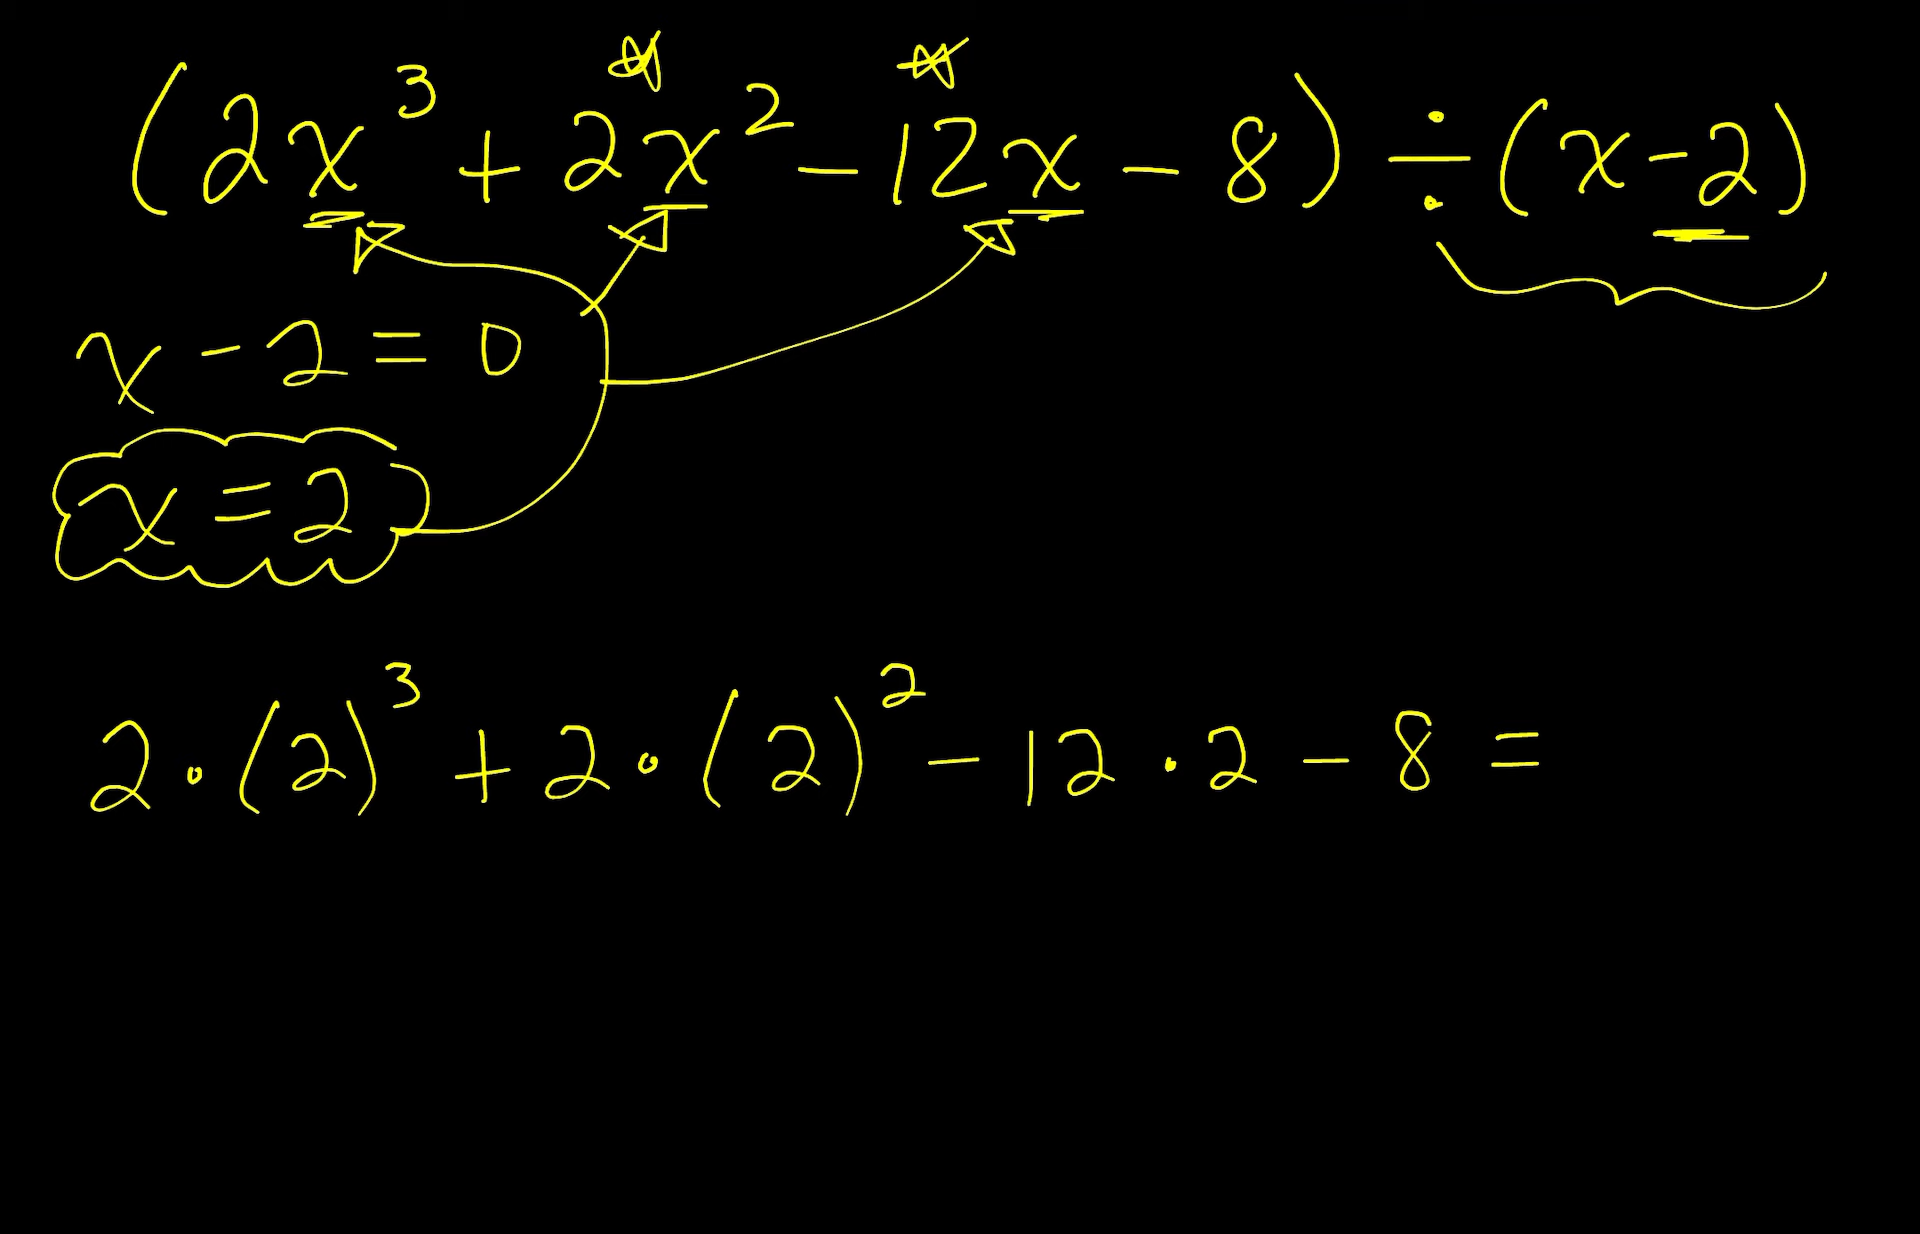 (2x³ + 2x² - 12x - 8) ÷ (x - 2)
x - 2 = 0
x = 2
2 · (2)³ + 2 · (2)² - 12 · 2 - 8 =